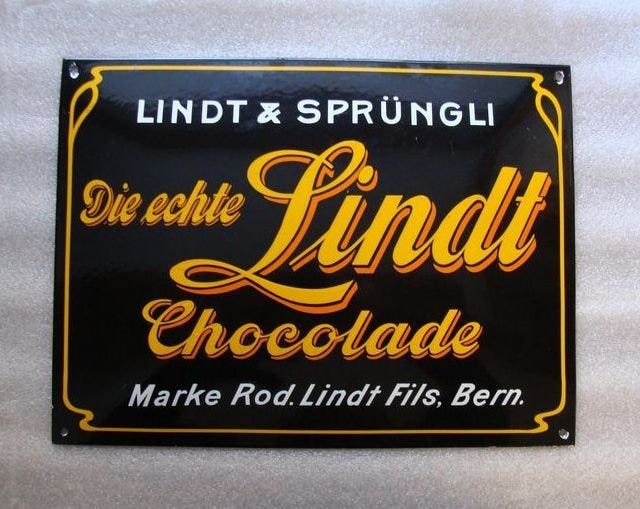 LINDT & SPRÜNGLI
Die echte Lindt
Chocolade
Marke Rod. Lindt Fils, Bern.